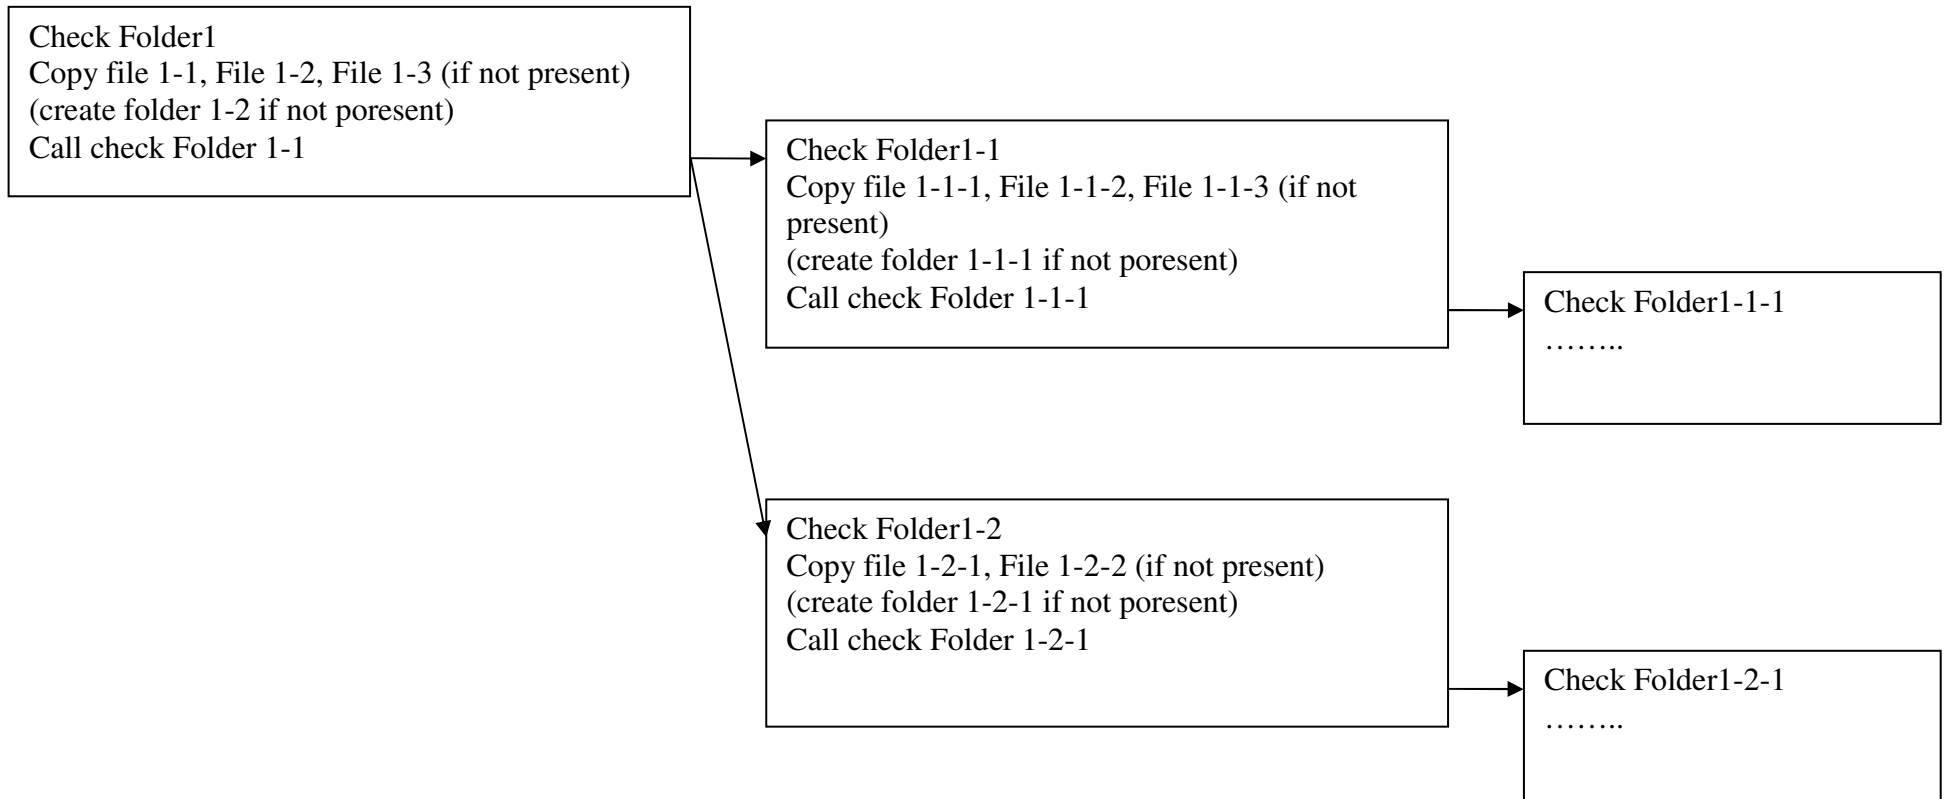 Check Folder1
Copy file 1-1, File 1-2, File 1-3 (if not present)
(create folder 1-2 if not poresent)
Call check Folder 1-1
Check Folder1-1
Copy file 1-1-1, File 1-1-2, File 1-1-3 (if not
present)
(create folder 1-1-1 if not poresent)
Call check Folder 1-1-1
Check Folder1-1-1
……..
Check Folder1-2
Copy file 1-2-1, File 1-2-2 (if not present)
(create folder 1-2-1 if not poresent)
Call check Folder 1-2-1
Check Folder1-2-1
……..